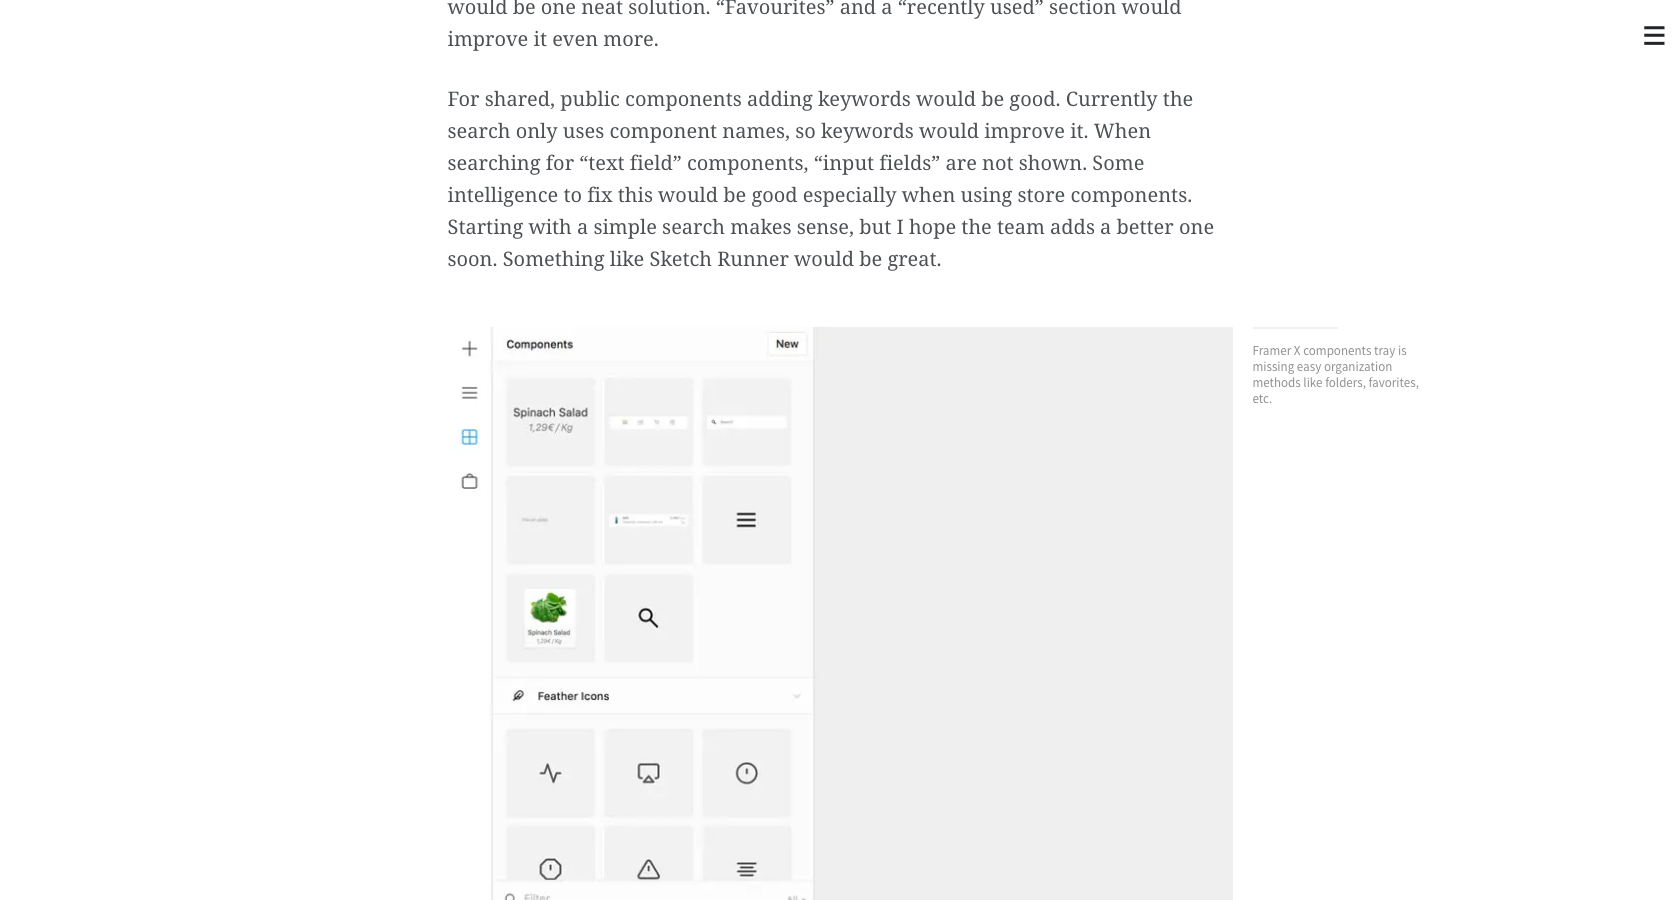 would be one neat solution. “Favourites” and a “recently used” section would
improve it even more.
For shared, public components adding keywords would be good. Currently the
search only uses component names, so keywords would improve it. When
searching for “text field” components, “input fields” are not shown. Some
intelligence to fix this would be good especially when using store components.
Starting with a simple search makes sense, but I hope the team adds a better one
soon. Something like Sketch Runner would be great.
Components
New
Spinach Salad
1,29€/Kg
Search
Spinach Salad
1,29€/Kg
Feather Icons
Filter
All
Framer X components tray is
missing easy organization
methods like folders, favorites,
etc.